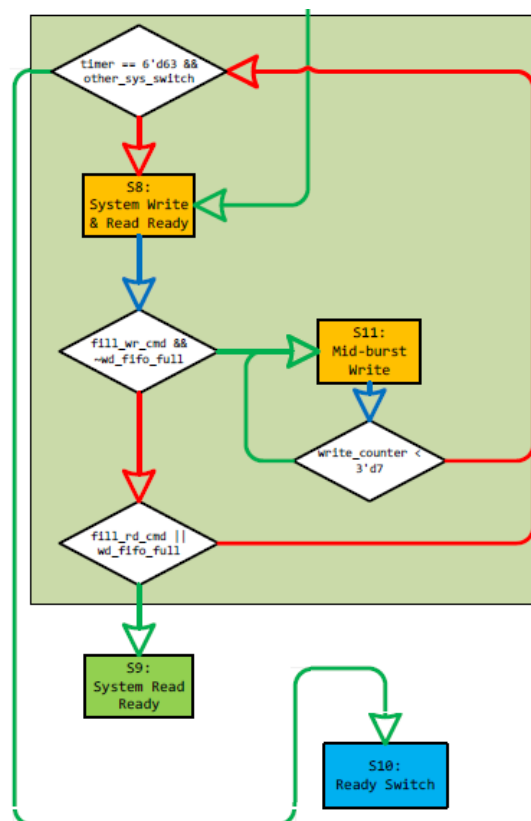 timer == 6'd63 &&
other_sys_switch
S8:
System Write
& Read Ready
fill_wr_cmd &&
~wd_fifo_full
S11:
Mid-burst
Write
write_counter <
3'd7
fill_rd_cmd ||
wd_fifo_full
S9:
System Read
Ready
S10:
Ready Switch